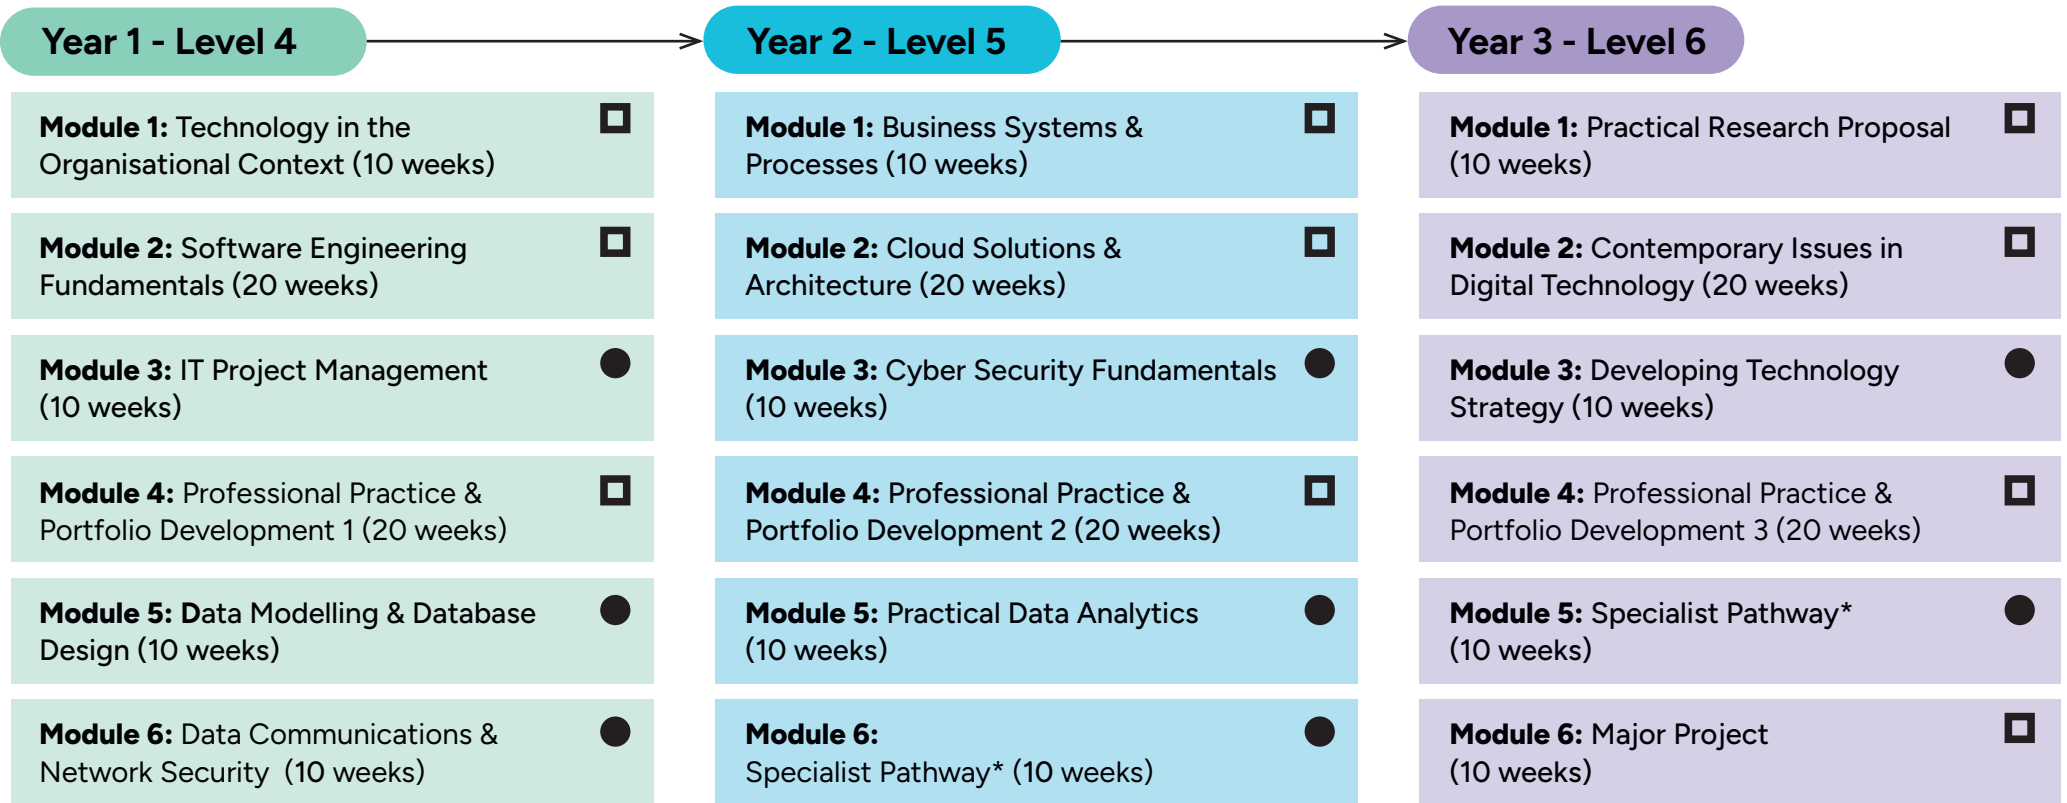 Year 1 - Level 4
Module 1: Technology in the
Organisational Context (10 weeks)
Module 2: Software Engineering
Fundamentals (20 weeks)
Module 3: IT Project Management
(10 weeks)
Module 4: Professional Practice &
Portfolio Development 1 (20 weeks)
Module 5: Data Modelling & Database
Design (10 weeks)
Module 6: Data Communications &
Network Security (10 weeks)
Year 2 - Level 5
Module 1: Business Systems &
Processes (10 weeks)
Module 2: Cloud Solutions &
Architecture (20 weeks)
Module 3: Cyber Security Fundamentals
(10 weeks)
Module 4: Professional Practice &
Portfolio Development 2 (20 weeks)
Module 5: Practical Data Analytics
(10 weeks)
Module 6:
Specialist Pathway* (10 weeks)
Year 3 - Level 6
Module 1: Practical Research Proposal
(10 weeks)
Module 2: Contemporary Issues in
Digital Technology (20 weeks)
Module 3: Developing Technology
Strategy (10 weeks)
Module 4: Professional Practice &
Portfolio Development 3 (20 weeks)
Module 5: Specialist Pathway*
(10 weeks)
Module 6: Major Project
(10 weeks)